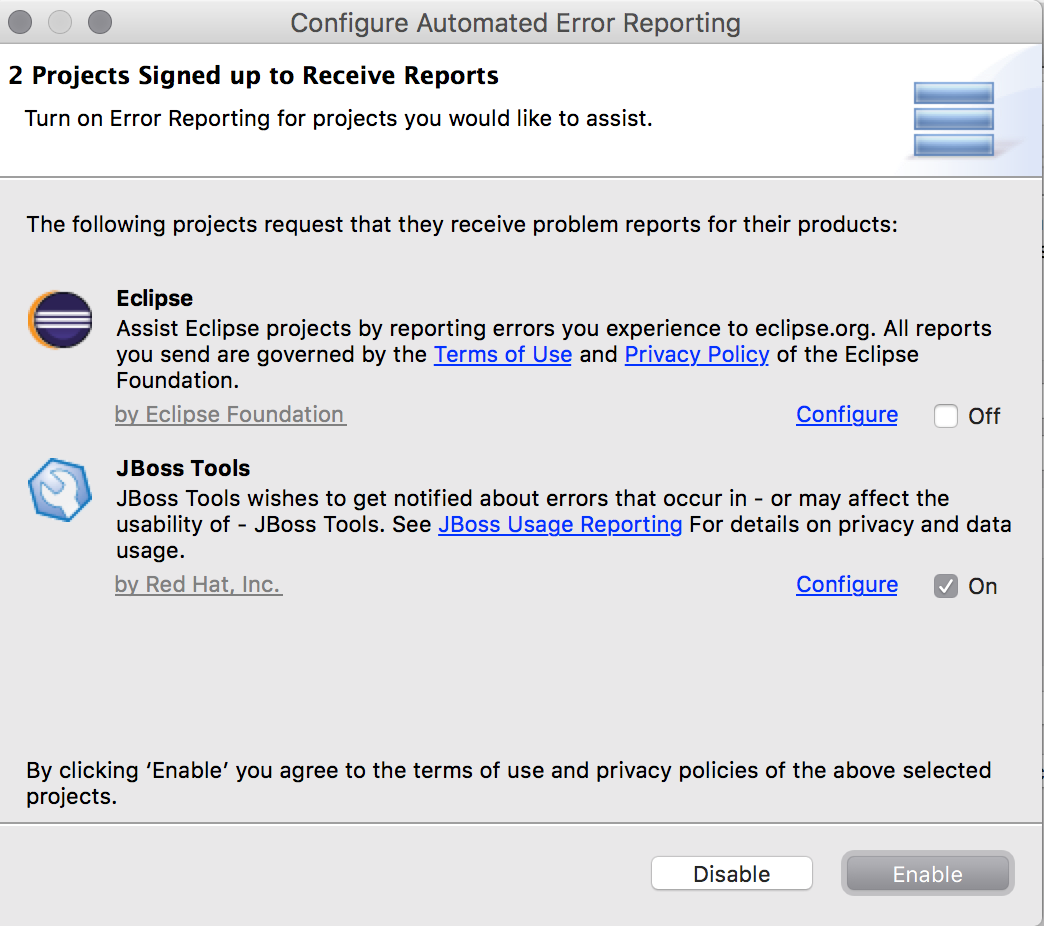 Configure Automated Error Reporting
2 Projects Signed up to Receive Reports
Turn on Error Reporting for projects you would like to assist.
The following projects request that they receive problem reports for their products:
Eclipse
Assist Eclipse projects by reporting errors you experience to eclipse.org. All reports
you send are governed by the Terms of Use and Privacy Policy of the Eclipse
Foundation.
by Eclipse Foundation
Configure
Off
JBoss Tools
JBoss Tools wishes to get notified about errors that occur in - or may affect the
usability of - JBoss Tools. See JBoss Usage Reporting For details on privacy and data
usage.
by Red Hat, Inc.
Configure
On
By clicking ‘Enable’ you agree to the terms of use and privacy policies of the above selected
projects.
Disable
Enable